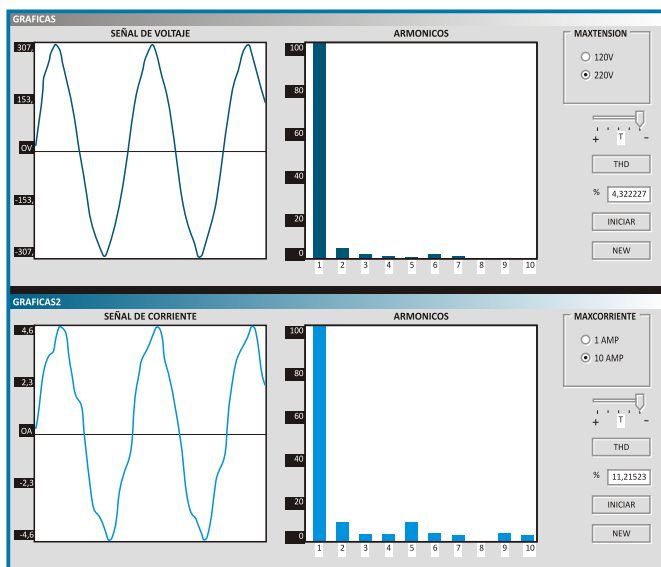 GRAFICAS
SEÑAL DE VOLTAJE
307,
153,
OV
-153,
-307,
ARMONICOS
100
80
60
40
20
0
1 2 3 4 5 6 7 8 9 10
MAXTENSION
120V
220V
+ T -
THD
% 4,322227
INICIAR
NEW
GRAFICAS2
SEÑAL DE CORRIENTE
4,6
2,3
OA
-2,3
-4,6
ARMONICOS
100
80
60
40
20
0
1 2 3 4 5 6 7 8 9 10
MAXCORRIENTE
1 AMP
10 AMP
+ T -
THD
% 11,21523
INICIAR
NEW